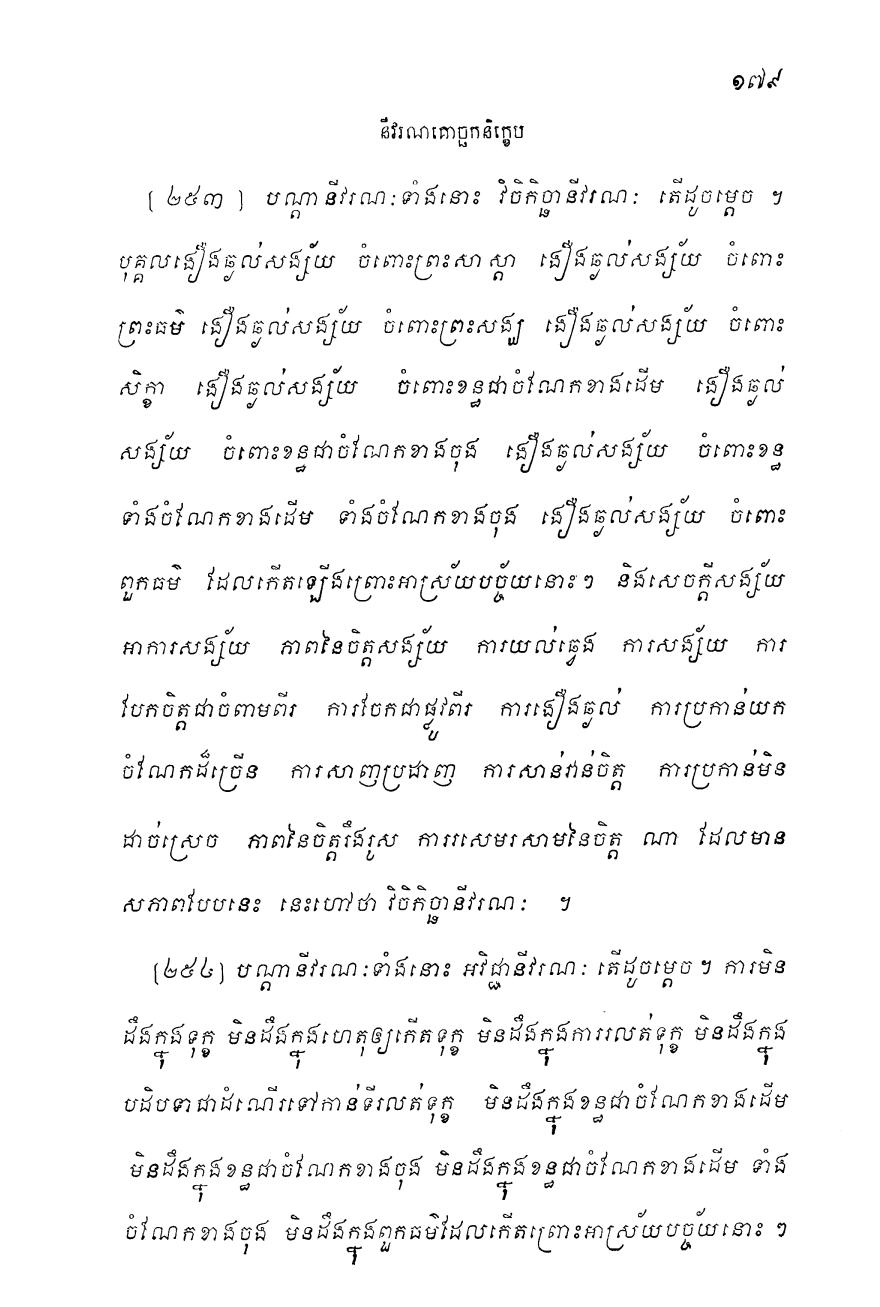 ១៧៩
នីវរណគោច្ឆកនិក្ខេប
[២៥៣] បណ្តានីវរណៈទាំងនោះ វិចិកិច្ឆានីវរណៈ តើដូចម្តេច ។
បុគ្គលងឿងឆ្ងល់សង្ស័យ ចំពោះព្រះសាស្តា ងឿងឆ្ងល់សង្ស័យ ចំពោះ
ព្រះធម៌ ងឿងឆ្ងល់សង្ស័យ ចំពោះព្រះសង្ឃ ងឿងឆ្ងល់សង្ស័យ ចំពោះ
សិក្ខា ងឿងឆ្ងល់សង្ស័យ ចំពោះខន្ធជាចំណែកខាងដើម ងឿងឆ្ងល់
សង្ស័យ ចំពោះខន្ធជាចំណែកខាងចុង ងឿងឆ្ងល់សង្ស័យ ចំពោះខន្ធ
ទាំងចំណែកខាងដើម ទាំងចំណែកខាងចុង ងឿងឆ្ងល់សង្ស័យ ចំពោះ
ពួកធម៌ ដែលកើតឡើងព្រោះអាស្រ័យបច្ច័យនោះៗ និងសេចក្តីសង្ស័យ
អាការសង្ស័យ ភាពនៃចិត្តសង្ស័យ ការយល់ធ្វេង ការសង្ស័យ ការ
បែកចិត្តជាចំពាមពីរ ការចែកជាផ្លូវពីរ ការងឿងឆ្ងល់ ការប្រកាន់យក
ចំណែកដ៏ច្រើន ការសាញប្រដាញ ការសាន់វាន់ចិត្ត ការប្រកាន់មិន
ដាច់ស្រេច ភាពនៃចិត្តរឹងរូស ការរសេមរសាមនៃចិត្ត ណា ដែលមាន
សភាពបែបនេះ នេះហៅថា វិចិកិច្ឆានីវរណៈ ។
[២៥៤] បណ្តានីវរណៈទាំងនោះ អវិជ្ជានីវរណៈ តើដូចម្តេច ។ ការមិន
ដឹងក្នុងទុក្ខ មិនដឹងក្នុងហេតុឲ្យកើតទុក្ខ មិនដឹងក្នុងការរលត់ទុក្ខ មិនដឹងក្នុង
បដិបទាជាដំណើរទៅកាន់ទីរលត់ទុក្ខ មិនដឹងក្នុងខន្ធជាចំណែកខាងដើម
មិនដឹងក្នុងខន្ធជាចំណែកខាងចុង មិនដឹងក្នុងខន្ធជាចំណែកខាងដើម ទាំង
ចំណែកខាងចុង មិនដឹងក្នុងពួកធម៌ដែលកើតព្រោះអាស្រ័យបច្ច័យនោះ ៗ